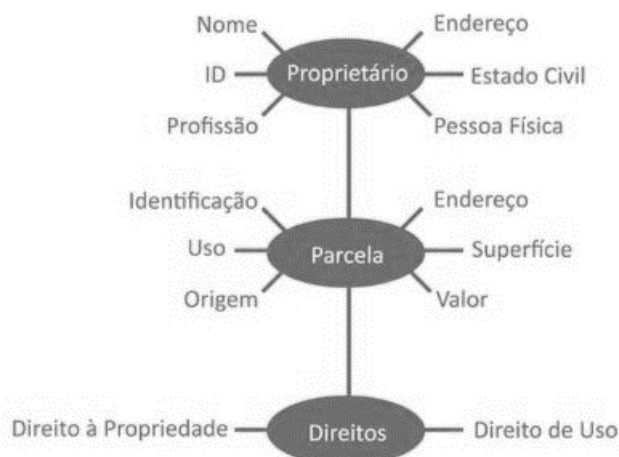 Nome
Endereço
ID
Proprietário
Estado Civil
Profissão
Pessoa Física
Identificação
Endereço
Uso
Parcela
Superfície
Origem
Valor
Direito à Propriedade
Direitos
Direito de Uso